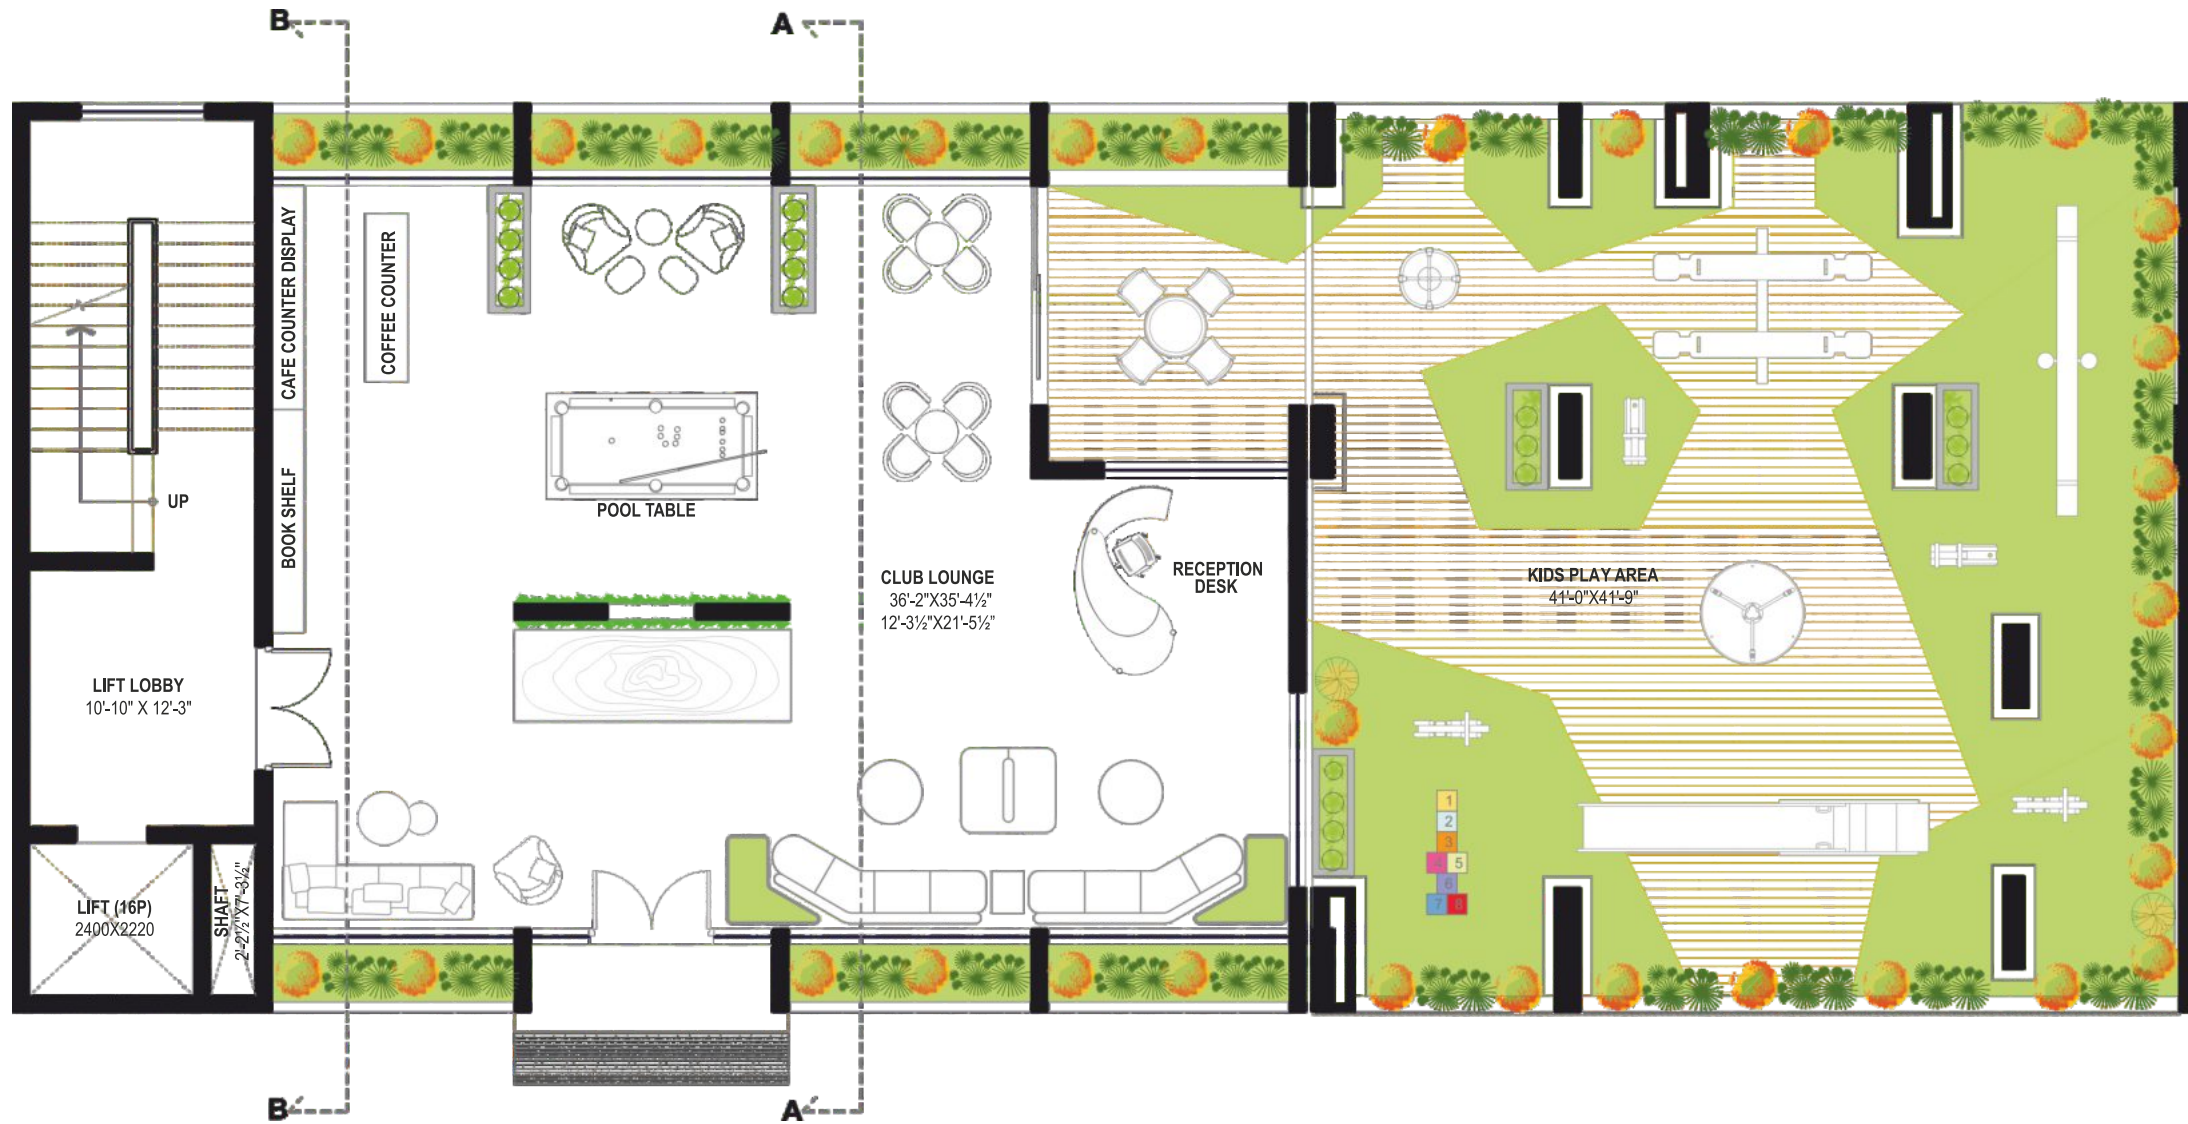 B
A
CAFE COUNTER DISPLAY
COFFEE COUNTER
BOOK SHELF
UP
POOL TABLE
CLUB LOUNGE
36'-2"X35'-4½"
12'-3½"X21'-5½"
RECEPTION
DESK
KIDS PLAY AREA
41'-0"X41'-9"
LIFT LOBBY
10'-10" X 12'-3"
LIFT (16P)
2400X2220
SHAFT
2'-2½"X7'-3½"
1
2
3
4 5
6
7 8
B
A